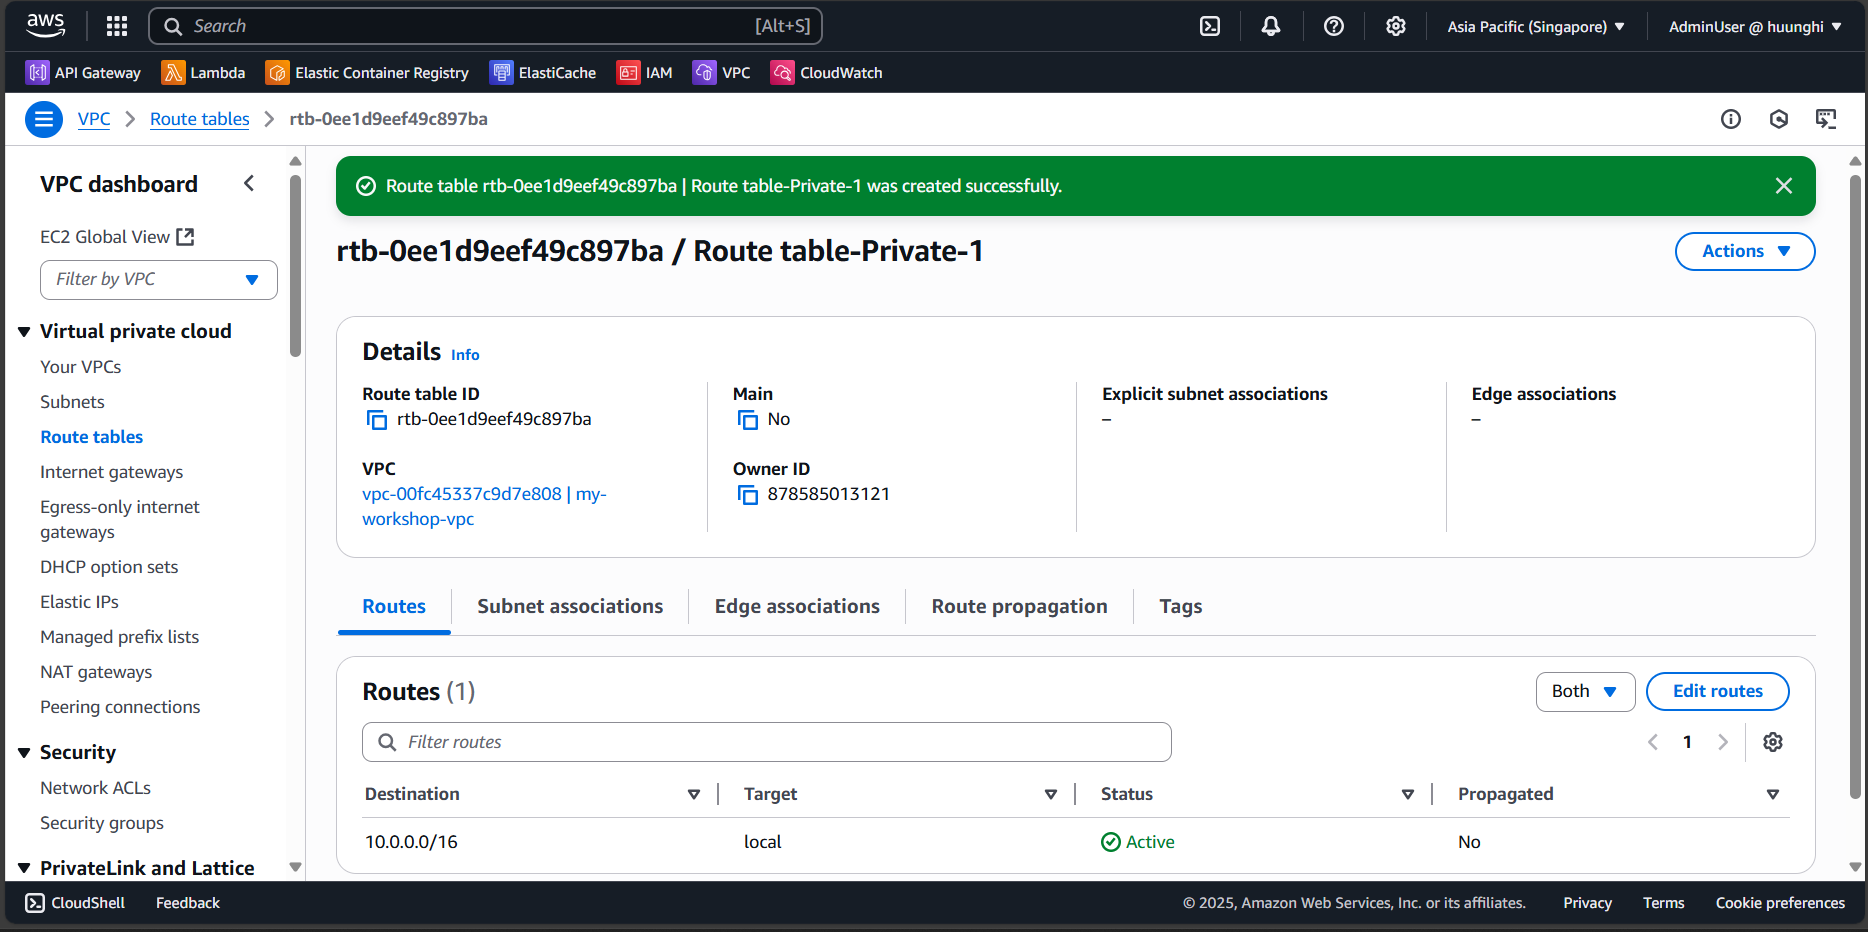 aws
Search [Alt+S]
Asia Pacific (Singapore) ▼
AdminUser @ huunghi ▼
API Gateway
Lambda
Elastic Container Registry
ElastiCache
IAM
VPC
CloudWatch
VPC > Route tables > rtb-0ee1d9eef49c897ba
VPC dashboard
EC2 Global View
Filter by VPC
Virtual private cloud
Your VPCs
Subnets
Route tables
Internet gateways
Egress-only internet
gateways
DHCP option sets
Elastic IPs
Managed prefix lists
NAT gateways
Peering connections
Security
Network ACLs
Security groups
PrivateLink and Lattice
Route table rtb-0ee1d9eef49c897ba | Route table-Private-1 was created successfully.
rtb-0ee1d9eef49c897ba / Route table-Private-1
Actions
Details Info
Route table ID
rtb-0ee1d9eef49c897ba
Main
No
Explicit subnet associations
–
Edge associations
–
VPC
vpc-00fc45337c9d7e808 | my-
workshop-vpc
Owner ID
878585013121
Routes
Subnet associations
Edge associations
Route propagation
Tags
Routes (1)
Both
Edit routes
Filter routes
1
Destination Target Status Propagated
10.0.0.0/16 local Active No
CloudShell
Feedback
© 2025, Amazon Web Services, Inc. or its affiliates.
Privacy
Terms
Cookie preferences